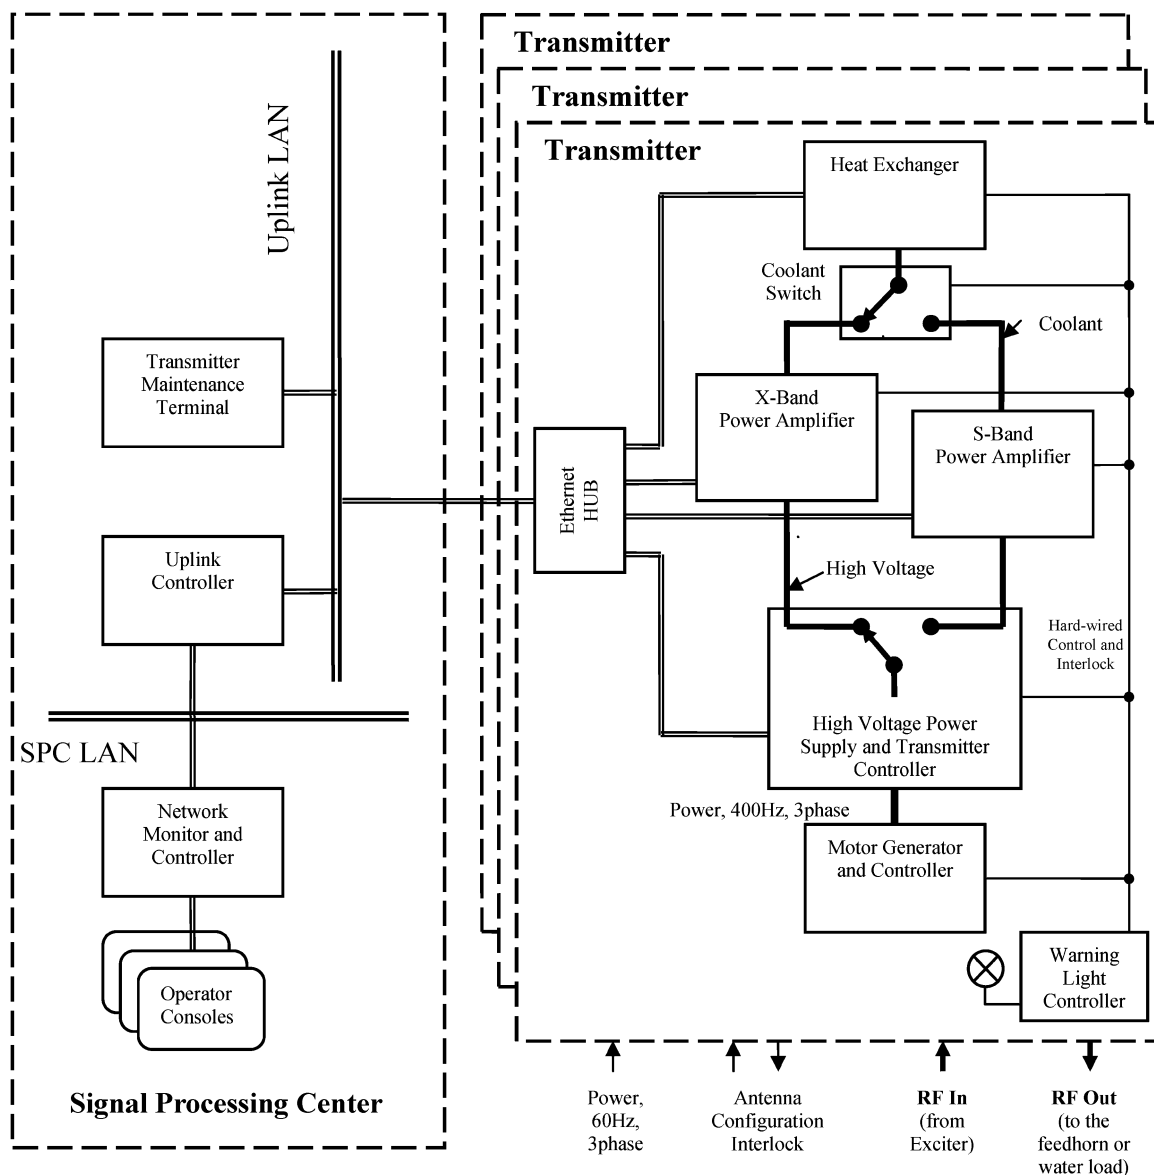 Transmitter
Transmitter
Transmitter
Uplink LAN
Heat Exchanger
Coolant
Switch
Coolant
Transmitter
Maintenance
Terminal
X-Band
Power Amplifier
S-Band
Power Amplifier
Ethernet
HUB
Uplink
Controller
High Voltage
Hard-wired
Control and
Interlock
SPC LAN
High Voltage Power
Supply and Transmitter
Controller
Network
Monitor and
Controller
Power, 400Hz, 3phase
Motor Generator
and Controller
Operator
Consoles
Warning
Light
Controller
Signal Processing Center
Power,
60Hz,
3phase
Antenna
Configuration
Interlock
RF In
(from
Exciter)
RF Out
(to the
feedhorn or
water load)